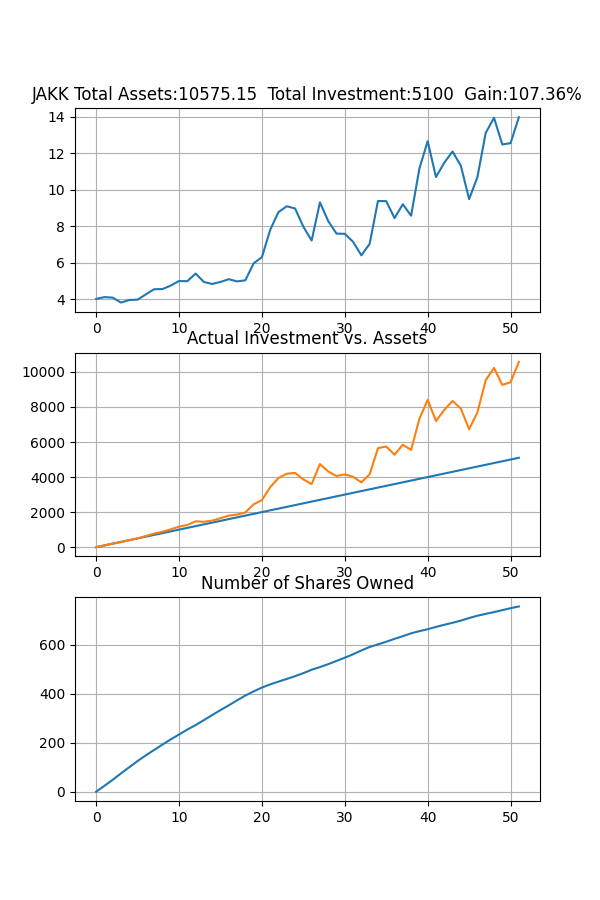 JAKK Total Assets:10575.15  Total Investment:5100  Gain:107.36%
14
12
10
8
6
4
0 10 20 30 40 50
Actual Investment vs. Assets
10000
8000
6000
4000
2000
0
0 10 20 30 40 50
Number of Shares Owned
600
400
200
0
0 10 20 30 40 50